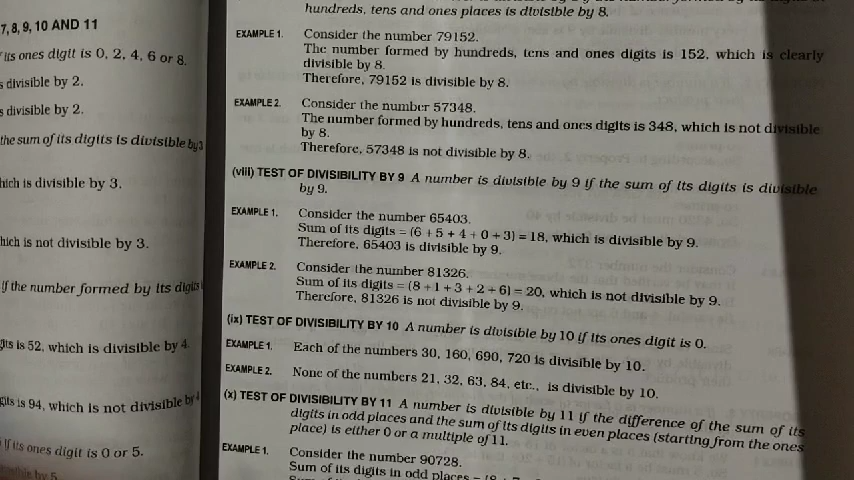 7, 8, 9, 10 AND 11
its ones digit is 0, 2, 4, 6 or 8.
divisible by 2.
divisible by 2.
the sum of its digits is divisible by 3
hich is divisible by 3.
hich is not divisible by 3.
if the number formed by its digits
gits is 52, which is divisible by 4.
gits is 94, which is not divisible by 4
if its ones digit is 0 or 5.
hundreds, tens and ones places is divisible by 8.
EXAMPLE 1. Consider the number 79152.
The number formed by hundreds, tens and ones digits is 152, which is clearly
divisible by 8.
Therefore, 79152 is divisible by 8.
EXAMPLE 2. Consider the number 57348.
The number formed by hundreds, tens and ones digits is 348, which is not divisible
by 8.
Therefore, 57348 is not divisible by 8.
(viii) TEST OF DIVISIBILITY BY 9 A number is divisible by 9 if the sum of its digits is divisible
by 9.
EXAMPLE 1. Consider the number 65403.
Sum of its digits = (6 + 5 + 4 + 0 + 3) = 18, which is divisible by 9.
Therefore, 65403 is divisible by 9.
EXAMPLE 2. Consider the number 81326.
Sum of its digits = (8 + 1 + 3 + 2 + 6) = 20, which is not divisible by 9.
Therefore, 81326 is not divisible by 9.
(ix) TEST OF DIVISIBILITY BY 10 A number is divisible by 10 if its ones digit is 0.
EXAMPLE 1. Each of the numbers 30, 160, 690, 720 is divisible by 10.
EXAMPLE 2. None of the numbers 21, 32, 63, 84, etc., is divisible by 10.
(x) TEST OF DIVISIBILITY BY 11 A number is divisible by 11 if the difference of the sum of its
digits in odd places and the sum of its digits in even places (starting from the ones
place) is either 0 or a multiple of 11.
EXAMPLE 1. Consider the number 90728.
Sum of its digits in odd places =